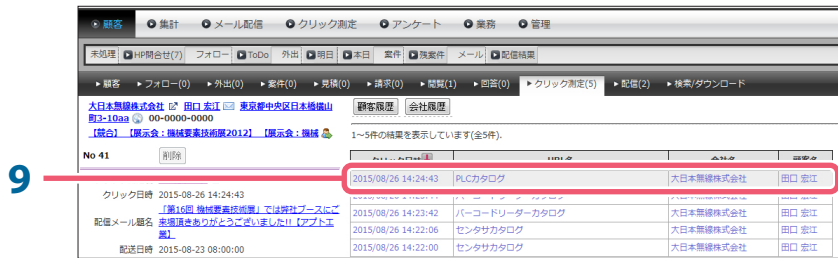 顧客 集計 メール配信 クリック測定 アンケート 業務 管理
未処理 HP問合せ(7) フォロー ToDo 外出 明日 本日 案件 残案件 メール 配信結果
顧客 フォロー(0) 外出(0) 案件(0) 見積(0) 請求(0) 閲覧(1) 回答(0) クリック測定(5) 配信(2) 検索/ダウンロード
大日本無線株式会社 田口 宏江 東京都中央区日本橋横山
町3-10aa 00-0000-0000
【競合】 【展示会：機械要素技術展2012】 【展示会：機械
顧客履歴 会社履歴
1～5件の結果を表示しています(全5件).
No 41 削除
クリック日時 URL名 会社名 顧客名
9
2015/08/26 14:24:43 PLCカタログ 大日本無線株式会社 田口 宏江
クリック日時 2015-08-26 14:24:43
配信メール題名 「第16回 機械要素技術展」では弊社ブースにご
来場頂きありがとうございました!!【アプト工
業】
配送日時 2015-08-23 08:00:00
バーコードリーダーカタログ 大日本無線株式会社 田口 宏江
2015/08/26 14:23:42 バーコードリーダーカタログ 大日本無線株式会社 田口 宏江
2015/08/26 14:22:06 センサカタログ 大日本無線株式会社 田口 宏江
2015/08/26 14:22:00 センサカタログ 大日本無線株式会社 田口 宏江